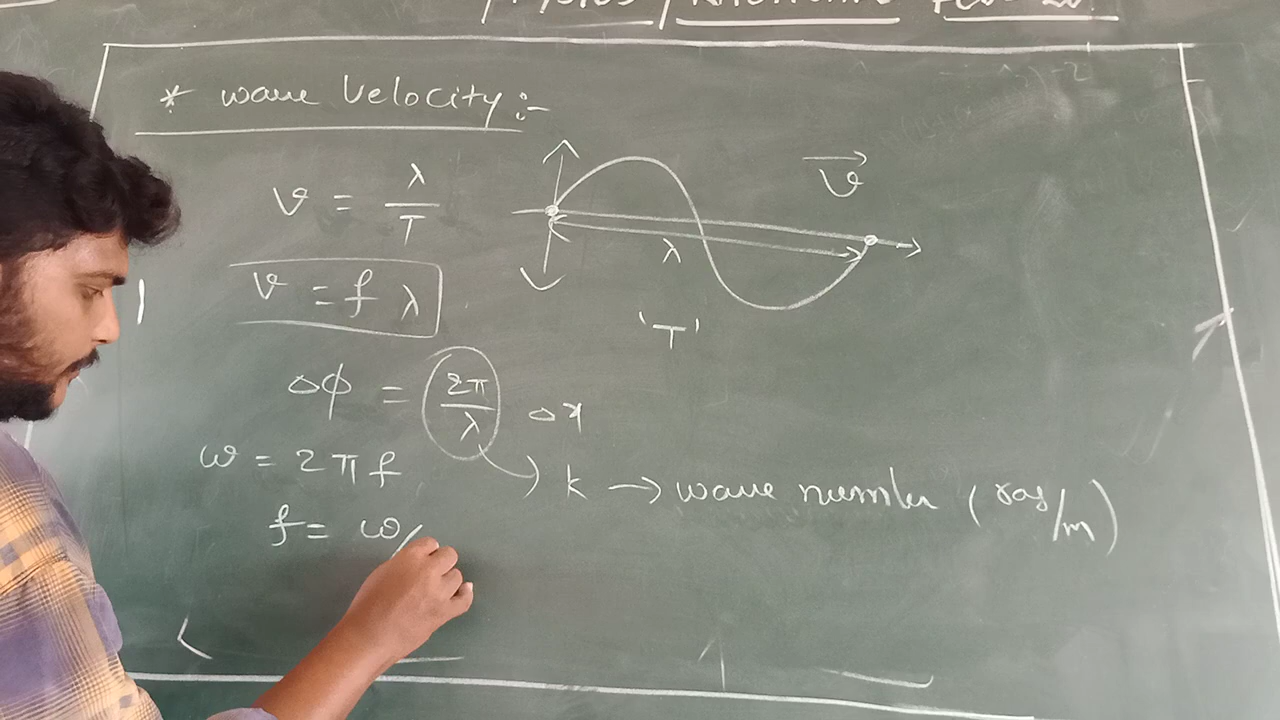 * wave Velocity :-
v = λ/T
v
v = f λ
λ
'T'
Δφ = 2π/λ Δx
ω = 2πf
k → wave number (rad/m)
f = ω/